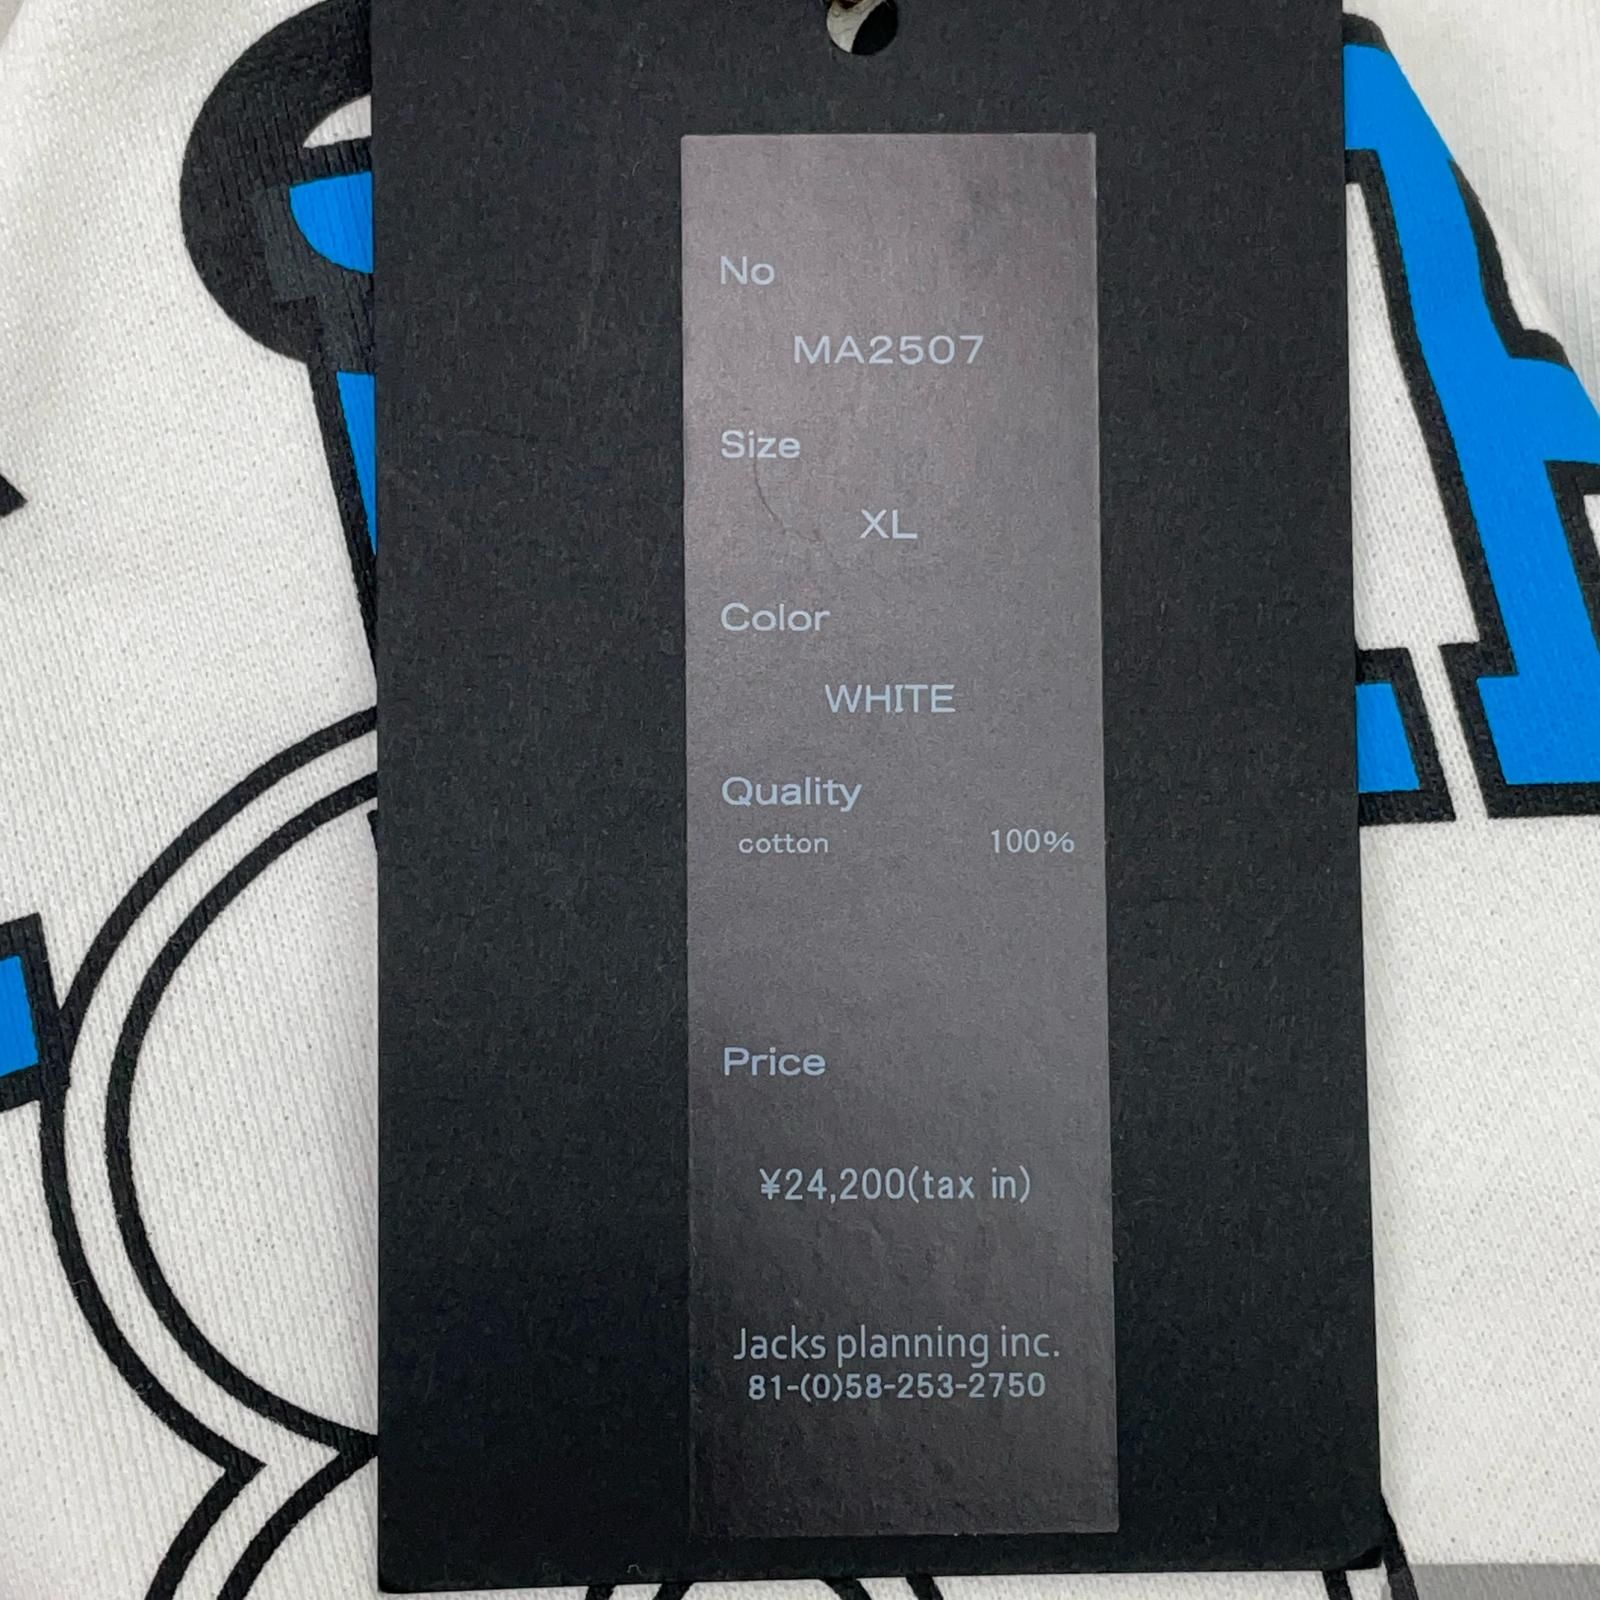 No
MA2507
Size
XL
Color
WHITE
Quality
cotton 100%
Price
¥24,200(tax in)
Jacks planning inc.
81-(0)58-253-2750